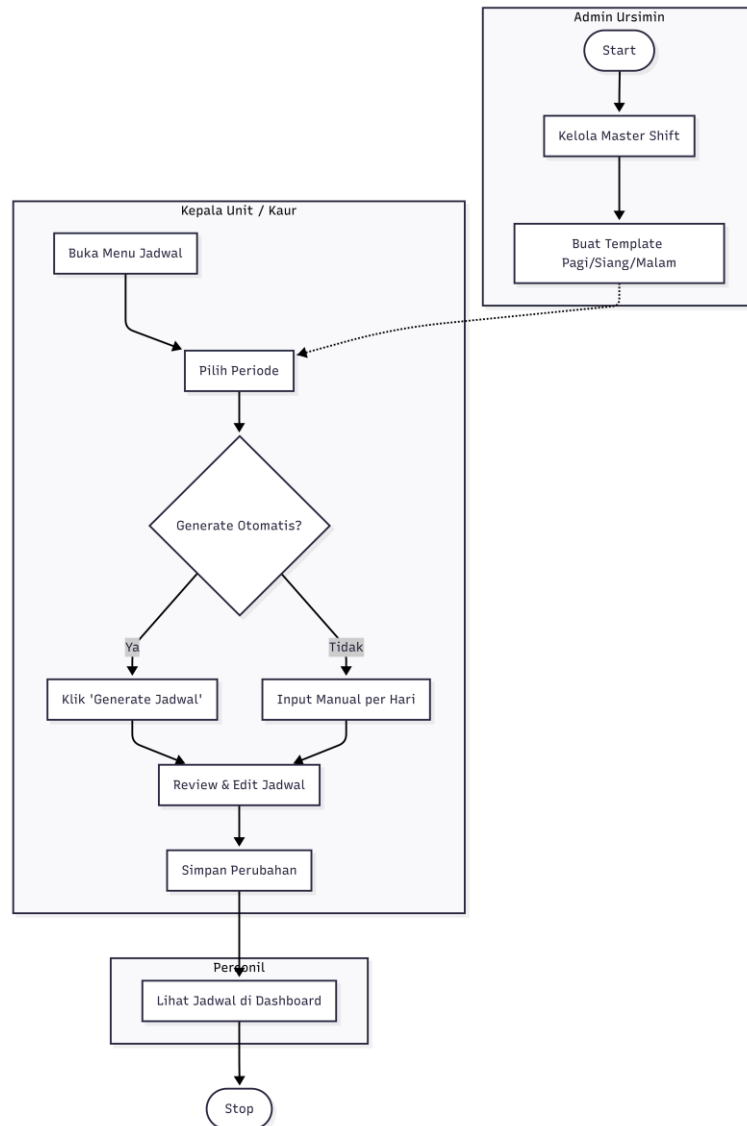 Admin Ursimin
Start
Kelola Master Shift
Buat Template
Pagi/Siang/Malam
Kepala Unit / Kaur
Buka Menu Jadwal
Pilih Periode
Generate Otomatis?
Ya
Tidak
Klik 'Generate Jadwal'
Input Manual per Hari
Review & Edit Jadwal
Simpan Perubahan
Personil
Lihat Jadwal di Dashboard
Stop